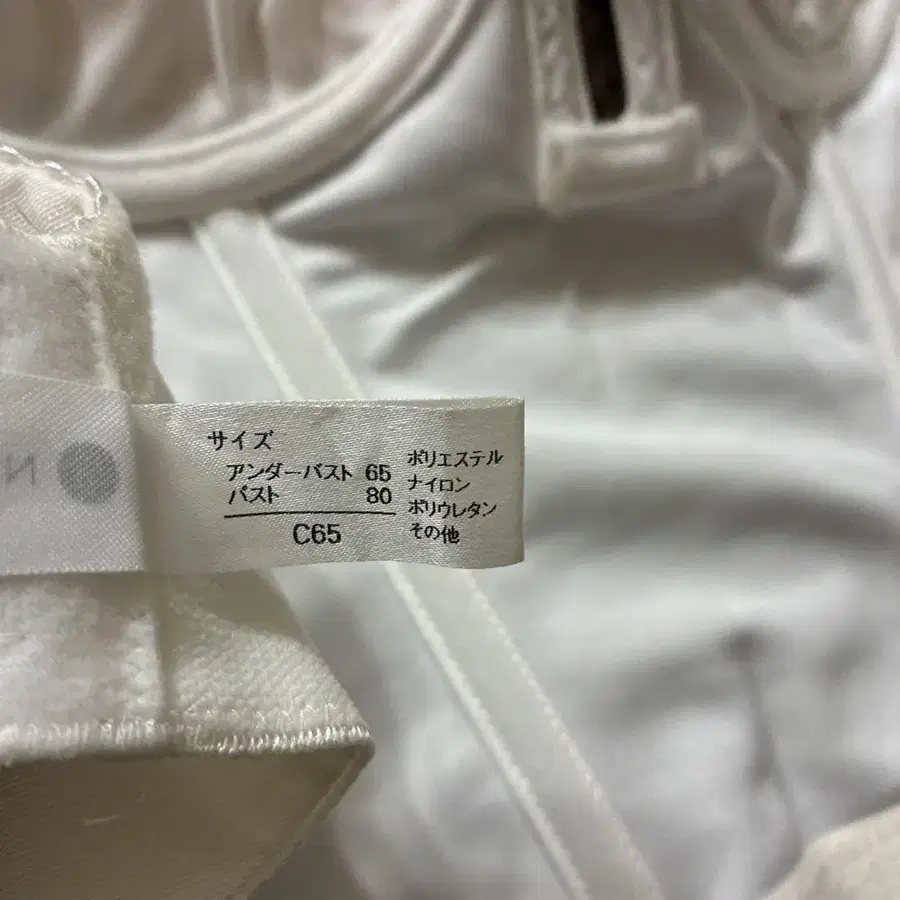 サイズ
アンダーバスト 65
バスト 80
C65
ポリエステル
ナイロン
ポリウレタン
その他